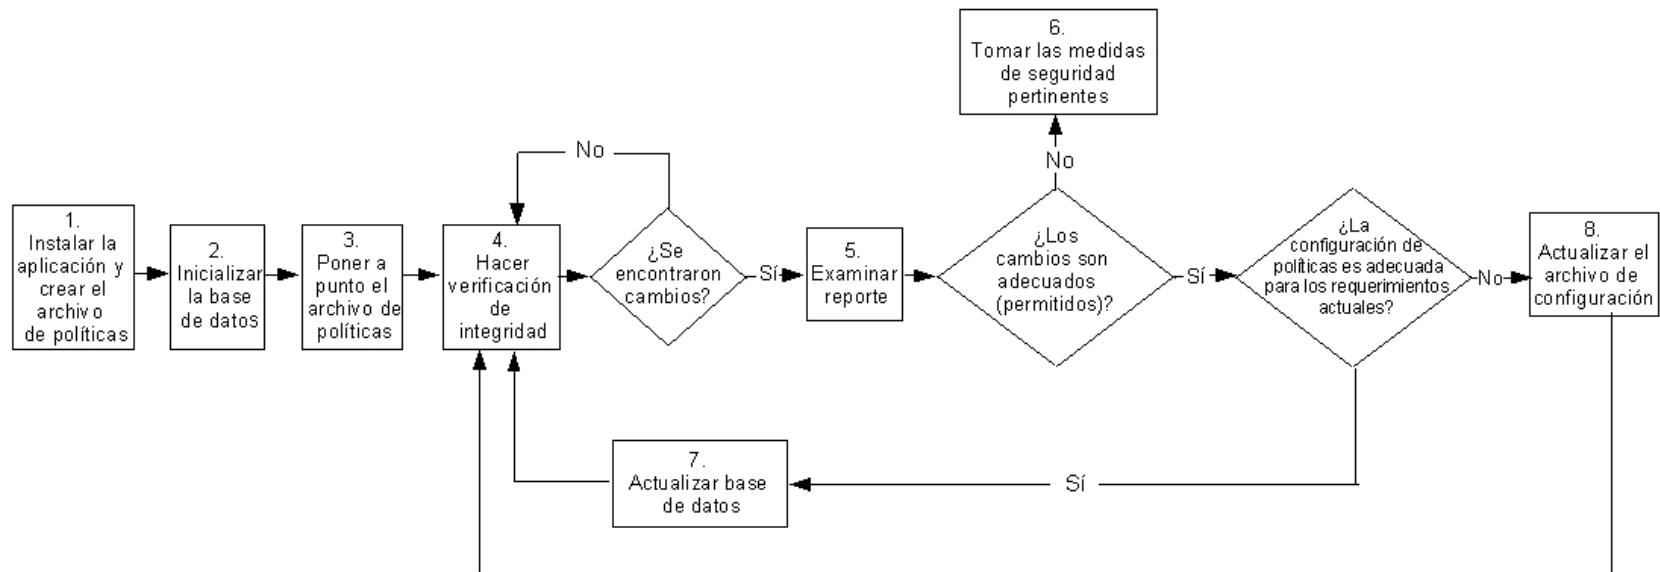 1.
Instalar la
aplicación y
crear el
archivo
de políticas
2.
Inicializar
la base
de datos
3.
Poner a
punto el
archivo de
políticas
4.
Hacer
verificación
de
integridad
No
¿Se
encontraron
cambios?
Sí
5.
Examinar
reporte
¿Los
cambios son
adecuados
(permitidos)?
No
6.
Tomar las medidas
de seguridad
pertinentes
Sí
¿La
configuración de
políticas es adecuada
para los requerimientos
actuales?
No
8.
Actualizar el
archivo de
configuración
Sí
7.
Actualizar base
de datos